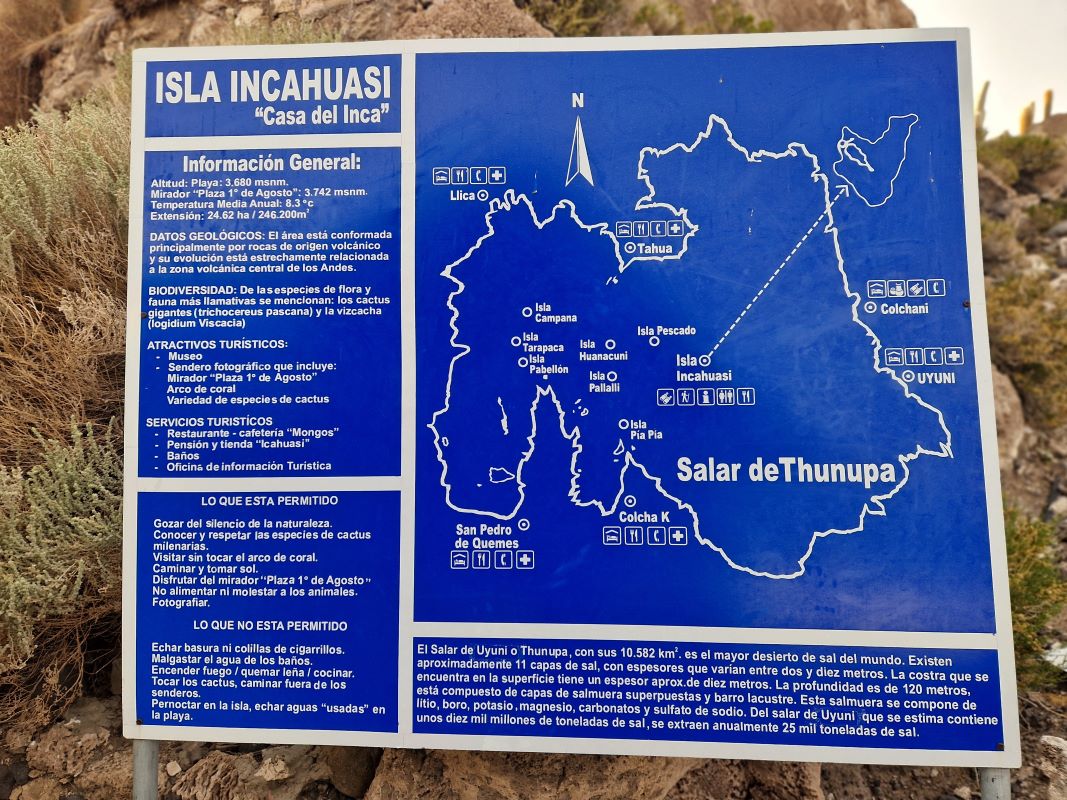 ISLA INCAHUASI
"Casa del Inca"
Información General:
Altitud: Playa: 3,680 msnm.
Mirador "Plaza 1° de Agosto": 3.742 msnm.
Temperatura Media Anual: 8.3 °c
Extensión: 24.62 ha / 246.200m²
DATOS GEOLÓGICOS: El área está conformada
principalmente por rocas de origen volcánico
y su evolución está estrechamente relacionada
a la zona volcánica central de los Andes.
BIODIVERSIDAD: De las especies de flora y
fauna más llamativas se mencionan: los cactus
gigantes (trichocereus pascana) y la vizcacha
(logidium Viscacia)
ATRACTIVOS TURÍSTICOS:
- Museo
- Sendero fotográfico que incluye:
Mirador "Plaza 1° de Agosto"
Arco de coral
Variedad de especies de cactus
SERVICIOS TURISTÍCOS
- Restaurante - cafetería "Mongos"
- Pensión y tienda "Icahuasi"
- Baños
- Oficina de información Turistica
LO QUE ESTA PERMITIDO
Gozar del silencio de la naturaleza.
Conocer y respetar las especies de cactus
milenarias.
Visitar sin tocar el arco de coral.
Caminar y tomar sol.
Disfrutar del mirador "Plaza 1° de Agosto"
No alimentar ni molestar a los animales.
Fotografiar.
LO QUE NO ESTA PERMITIDO
Echar basura ni colillas de cigarrillos.
Malgastar el agua de los baños.
Encender fuego / quemar leña / cocinar.
Tocar los cactus, caminar fuera de los
senderos.
Pernoctar en la isla, echar aguas "usadas" en
la playa.
N
Llica
Tahua
Colchani
UYUNI
Isla
Campana
Isla
Tarapaca
Isla
Pabellón
Isla
Huanacuni
Isla Pescado
Isla
Incahuasi
Isla
Pallalli
Isla
Pia Pia
Salar deThunupa
Colcha K
San Pedro
de Quemes
El Salar de Uyuni o Thunupa, con sus 10.582 km². es el mayor desierto de sal del mundo. Existen
aproximadamente 11 capas de sal, con espesores que varían entre dos y diez metros. La costra que se
encuentra en la superficie tiene un espesor aprox.de diez metros. La profundidad es de 120 metros,
está compuesto de capas de salmuera superpuestas y barro lacustre. Esta salmuera se compone de
lítio, boro, potasio, magnesio, carbonatos y sulfato de sodio. Del salar de Uyuni que se estima contiene
unos diez mil millones de toneladas de sal, se extraen anualmente 25 mil toneladas de sal.